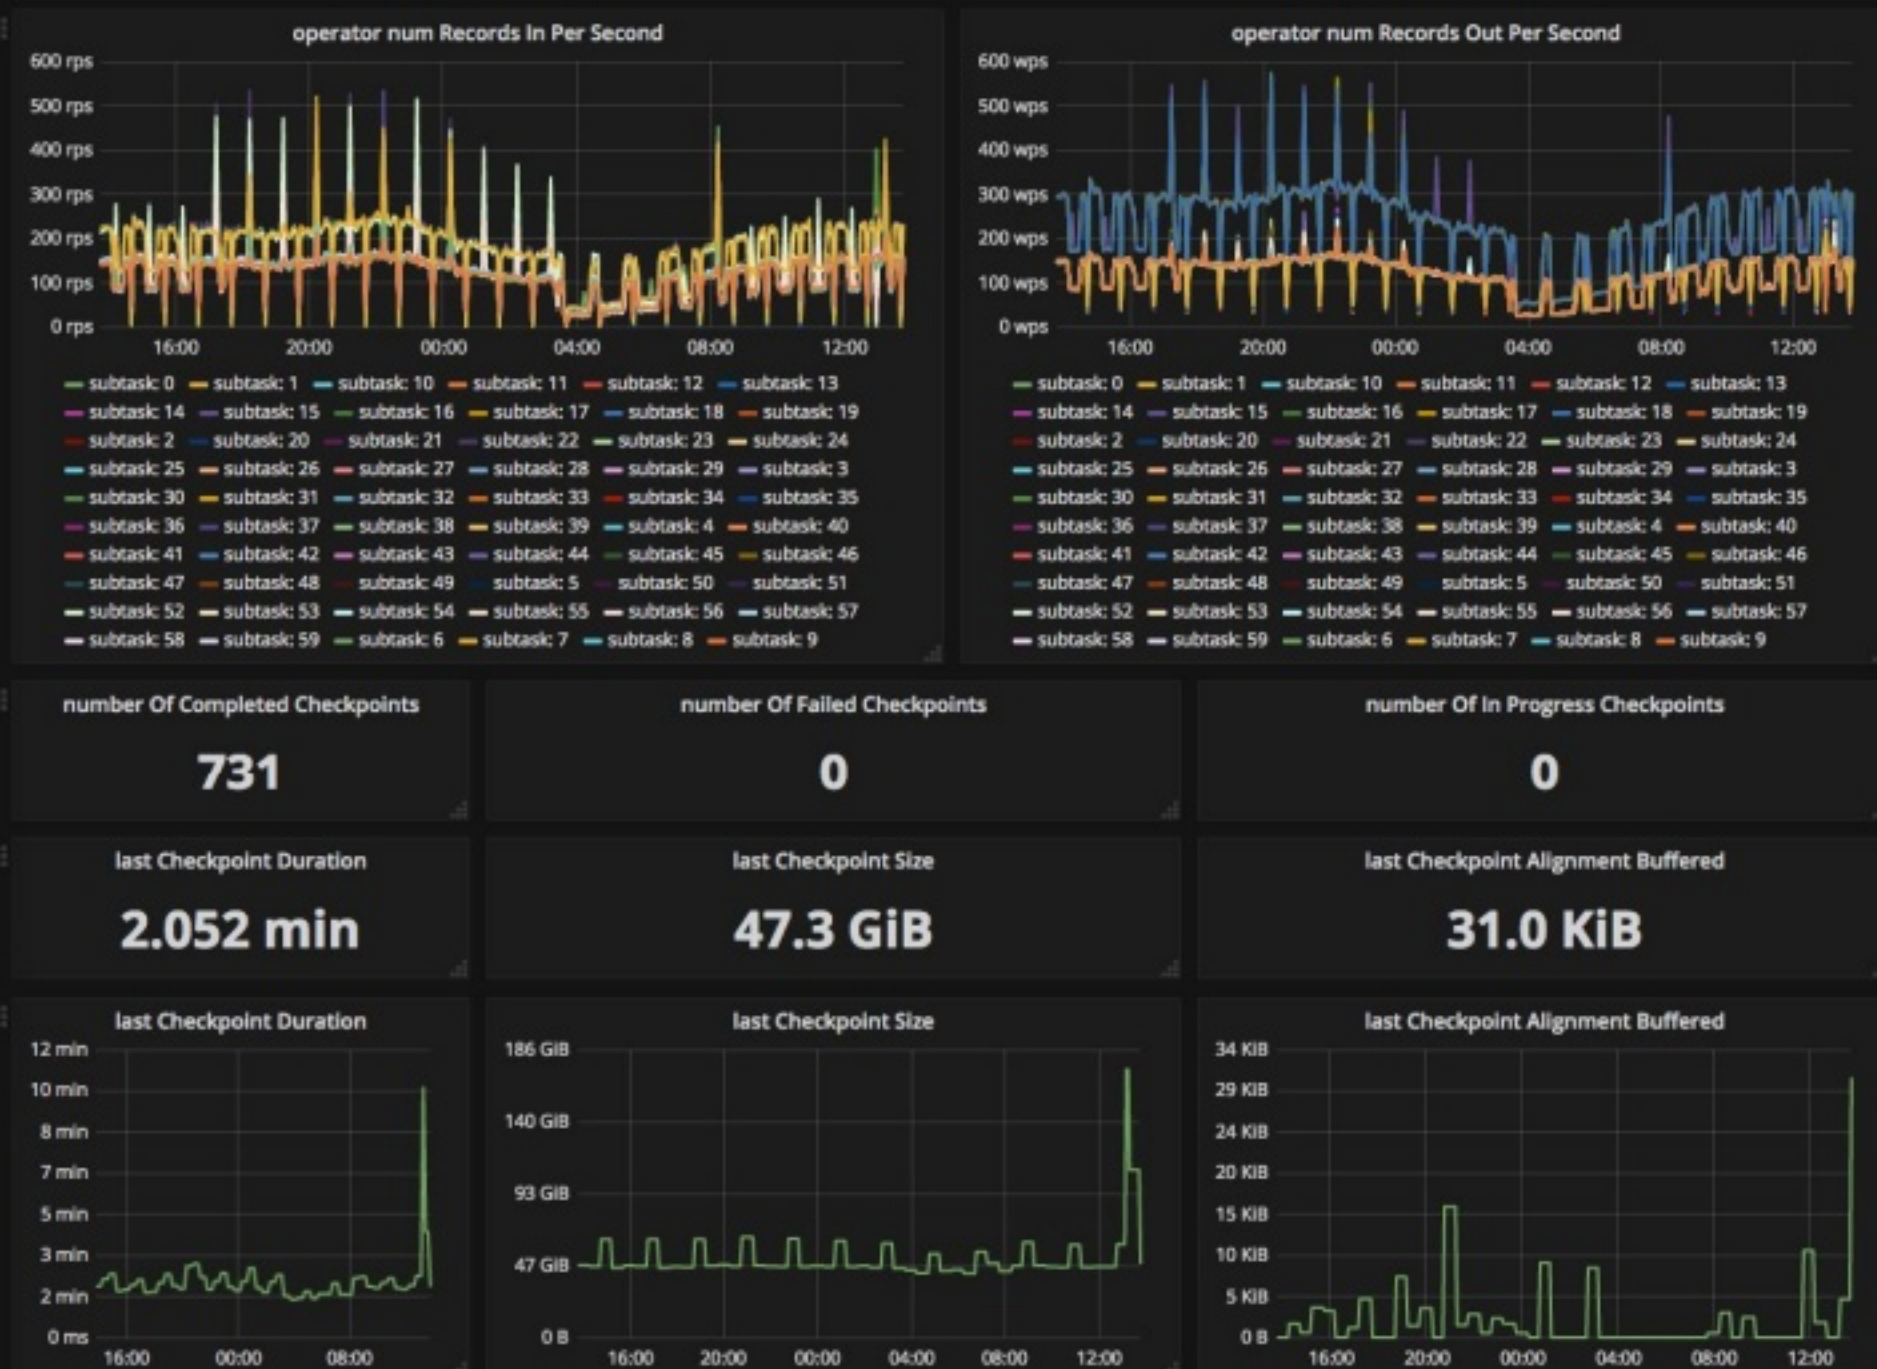 operator num Records In Per Second
600 rps
500 rps
400 rps
300 rps
200 rps
100 rps
0 rps
16:00 20:00 00:00 04:00 08:00 12:00
subtask: 0 subtask: 1 subtask: 10 subtask: 11 subtask: 12 subtask: 13
subtask: 14 subtask: 15 subtask: 16 subtask: 17 subtask: 18 subtask: 19
subtask: 2 subtask: 20 subtask: 21 subtask: 22 subtask: 23 subtask: 24
subtask: 25 subtask: 26 subtask: 27 subtask: 28 subtask: 29 subtask: 3
subtask: 30 subtask: 31 subtask: 32 subtask: 33 subtask: 34 subtask: 35
subtask: 36 subtask: 37 subtask: 38 subtask: 39 subtask: 4 subtask: 40
subtask: 41 subtask: 42 subtask: 43 subtask: 44 subtask: 45 subtask: 46
subtask: 47 subtask: 48 subtask: 49 subtask: 5 subtask: 50 subtask: 51
subtask: 52 subtask: 53 subtask: 54 subtask: 55 subtask: 56 subtask: 57
subtask: 58 subtask: 59 subtask: 6 subtask: 7 subtask: 8 subtask: 9
operator num Records Out Per Second
600 wps
500 wps
400 wps
300 wps
200 wps
100 wps
0 wps
16:00 20:00 00:00 04:00 08:00 12:00
subtask: 0 subtask: 1 subtask: 10 subtask: 11 subtask: 12 subtask: 13
subtask: 14 subtask: 15 subtask: 16 subtask: 17 subtask: 18 subtask: 19
subtask: 2 subtask: 20 subtask: 21 subtask: 22 subtask: 23 subtask: 24
subtask: 25 subtask: 26 subtask: 27 subtask: 28 subtask: 29 subtask: 3
subtask: 30 subtask: 31 subtask: 32 subtask: 33 subtask: 34 subtask: 35
subtask: 36 subtask: 37 subtask: 38 subtask: 39 subtask: 4 subtask: 40
subtask: 41 subtask: 42 subtask: 43 subtask: 44 subtask: 45 subtask: 46
subtask: 47 subtask: 48 subtask: 49 subtask: 5 subtask: 50 subtask: 51
subtask: 52 subtask: 53 subtask: 54 subtask: 55 subtask: 56 subtask: 57
subtask: 58 subtask: 59 subtask: 6 subtask: 7 subtask: 8 subtask: 9
number Of Completed Checkpoints
731
number Of Failed Checkpoints
0
number Of In Progress Checkpoints
0
last Checkpoint Duration
2.052 min
last Checkpoint Size
47.3 GiB
last Checkpoint Alignment Buffered
31.0 KiB
last Checkpoint Duration
12 min
10 min
8 min
7 min
5 min
3 min
2 min
0 ms
16:00 00:00 08:00
last Checkpoint Size
186 GiB
140 GiB
93 GiB
47 GiB
0 B
16:00 20:00 00:00 04:00 08:00 12:00
last Checkpoint Alignment Buffered
34 KiB
29 KiB
24 KiB
20 KiB
15 KiB
10 KiB
5 KiB
0 B
16:00 20:00 00:00 04:00 08:00 12:00